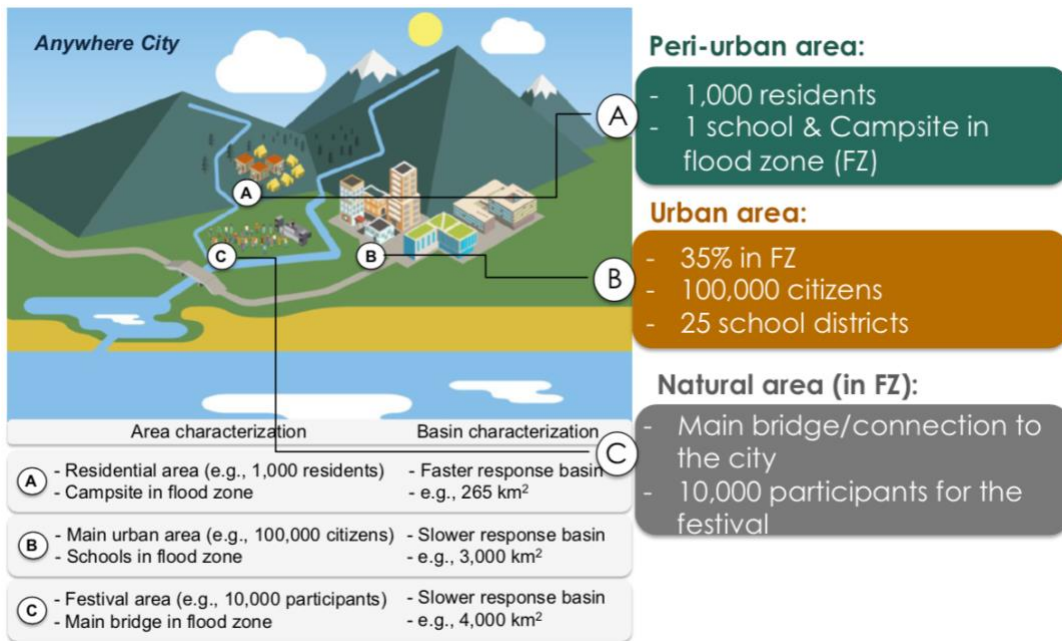 Anywhere City
A
C
B
Peri-urban area:
A
- 1,000 residents
- 1 school & Campsite in
flood zone (FZ)
Urban area:
B
- 35% in FZ
- 100,000 citizens
- 25 school districts
Natural area (in FZ):
C
- Main bridge/connection to
the city
- 10,000 participants for the
festival
Area characterization Basin characterization
A - Residential area (e.g., 1,000 residents) - Faster response basin
- Campsite in flood zone - e.g., 265 km²
B - Main urban area (e.g., 100,000 citizens) - Slower response basin
- Schools in flood zone - e.g., 3,000 km²
C - Festival area (e.g., 10,000 participants) - Slower response basin
- Main bridge in flood zone - e.g., 4,000 km²